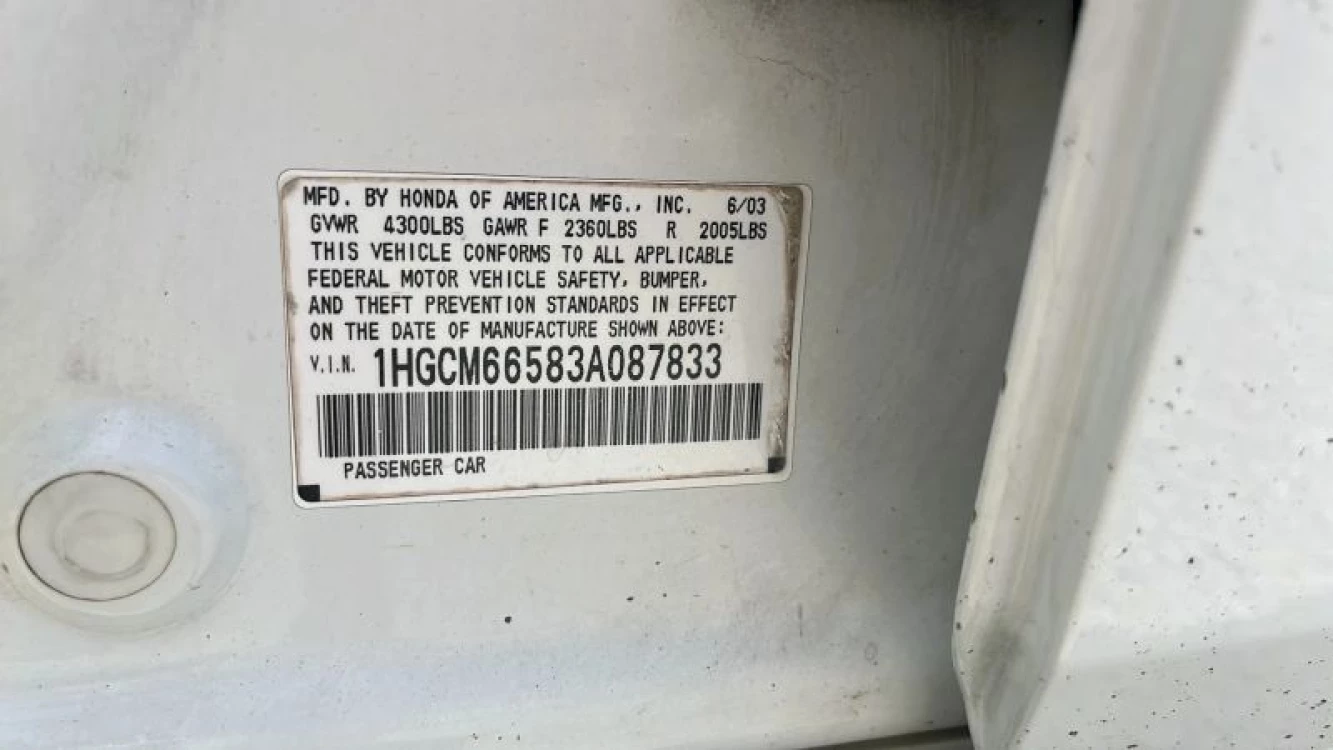 MFD. BY HONDA OF AMERICA MFG., INC. 6/03
GVWR 4300LBS GAWR F 2360LBS R 2005LBS
THIS VEHICLE CONFORMS TO ALL APPLICABLE
FEDERAL MOTOR VEHICLE SAFETY, BUMPER,
AND THEFT PREVENTION STANDARDS IN EFFECT
ON THE DATE OF MANUFACTURE SHOWN ABOVE:
V.I.N. 1HGCM66583A087833
PASSENGER CAR